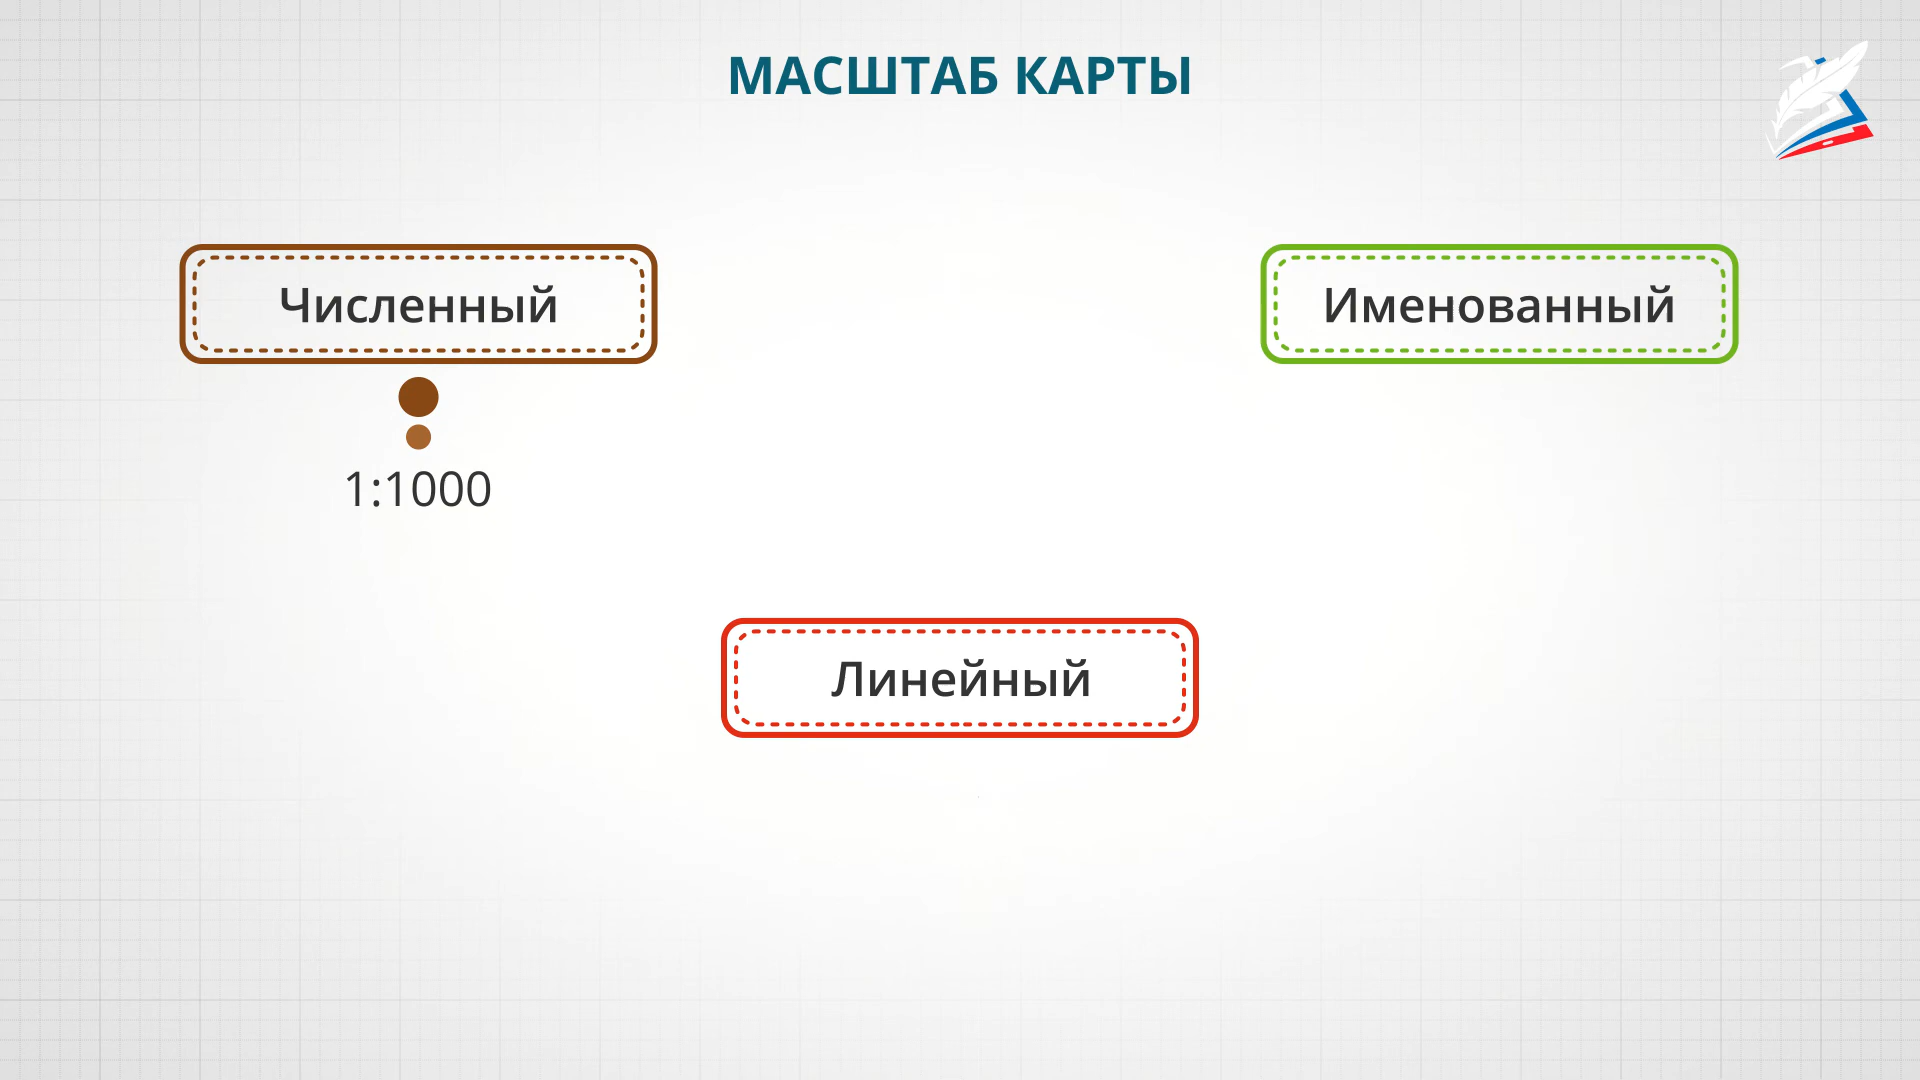 МАСШТАБ КАРТЫ
Численный
Именованный
1:1000
Линейный